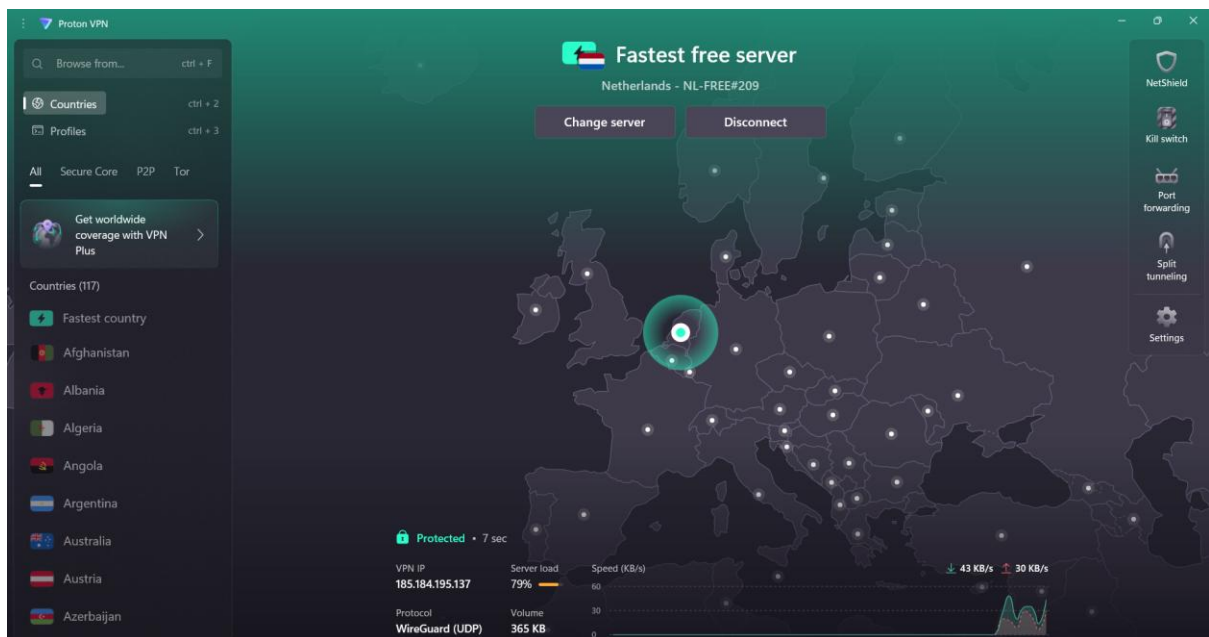 Proton VPN
Browse from... ctrl + F
Countries ctrl + 2
Profiles ctrl + 3
All Secure Core P2P Tor
Get worldwide
coverage with VPN
Plus
Countries (117)
Fastest country
Afghanistan
Albania
Algeria
Angola
Argentina
Australia
Austria
Azerbaijan
Fastest free server
Netherlands - NL-FREE#209
Change server Disconnect
Protected • 7 sec
VPN IP Server load Speed (KB/s) 43 KB/s 30 KB/s
185.184.195.137 79% 60
Protocol Volume 30
WireGuard (UDP) 365 KB 0
NetShield
Kill switch
Port
forwarding
Split
tunneling
Settings